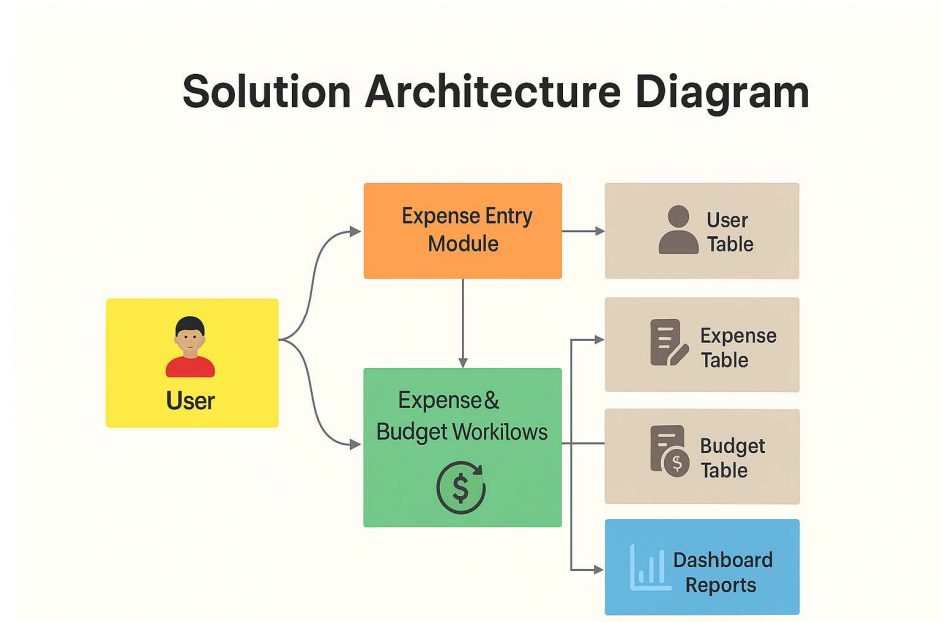 Solution Architecture Diagram
Expense Entry
Module
User
Table
User
Expense
Table
Expense&
Budget Workilows
$
Budget
Table
$
Dashboard
Reports